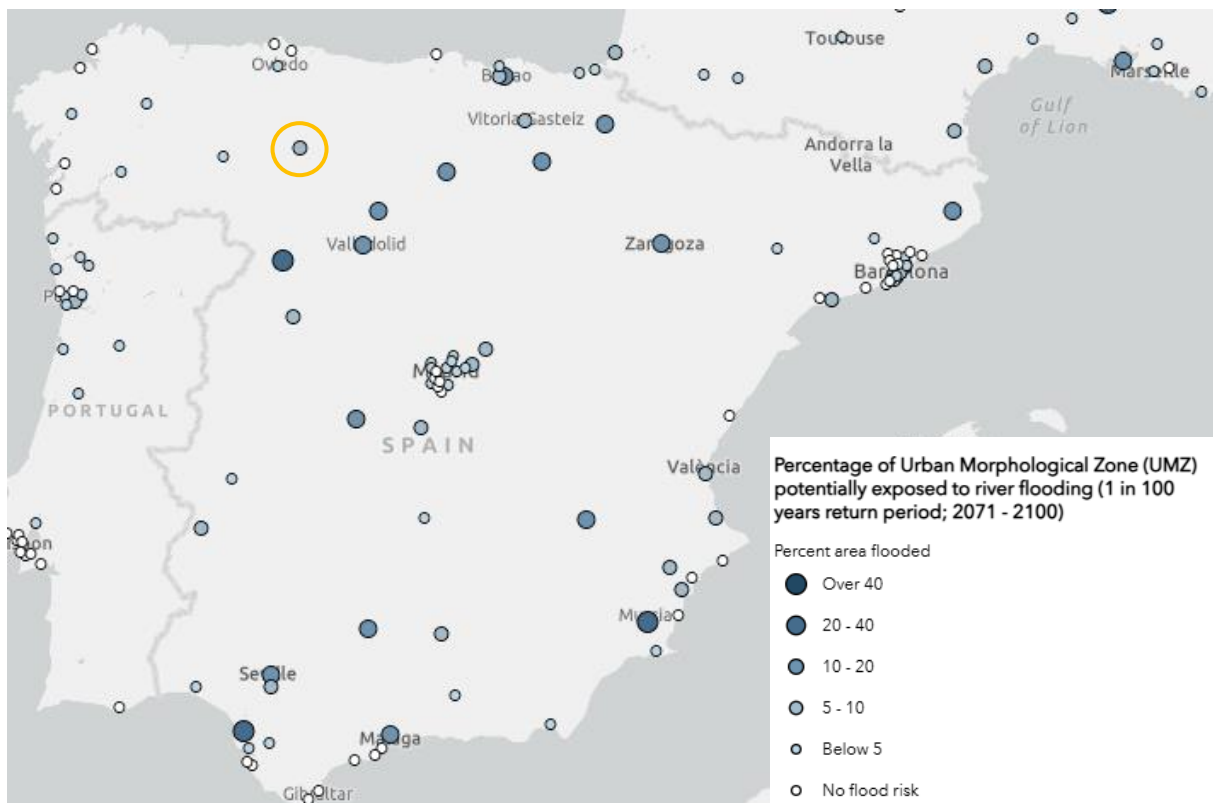 Toulouse
Oviedo
Bilbao
Marseille
Gulf
of Lion
Vitoria-Gasteiz
Andorra la
Vella
Valladolid
Zaragoza
Barcelona
Madrid
PORTUGAL
SPAIN
València
Murcia
Seville
Malaga
Gibraltar
Percentage of Urban Morphological Zone (UMZ)
potentially exposed to river flooding (1 in 100
years return period; 2071 - 2100)
Percent area flooded
Over 40
20 - 40
10 - 20
5 - 10
Below 5
No flood risk